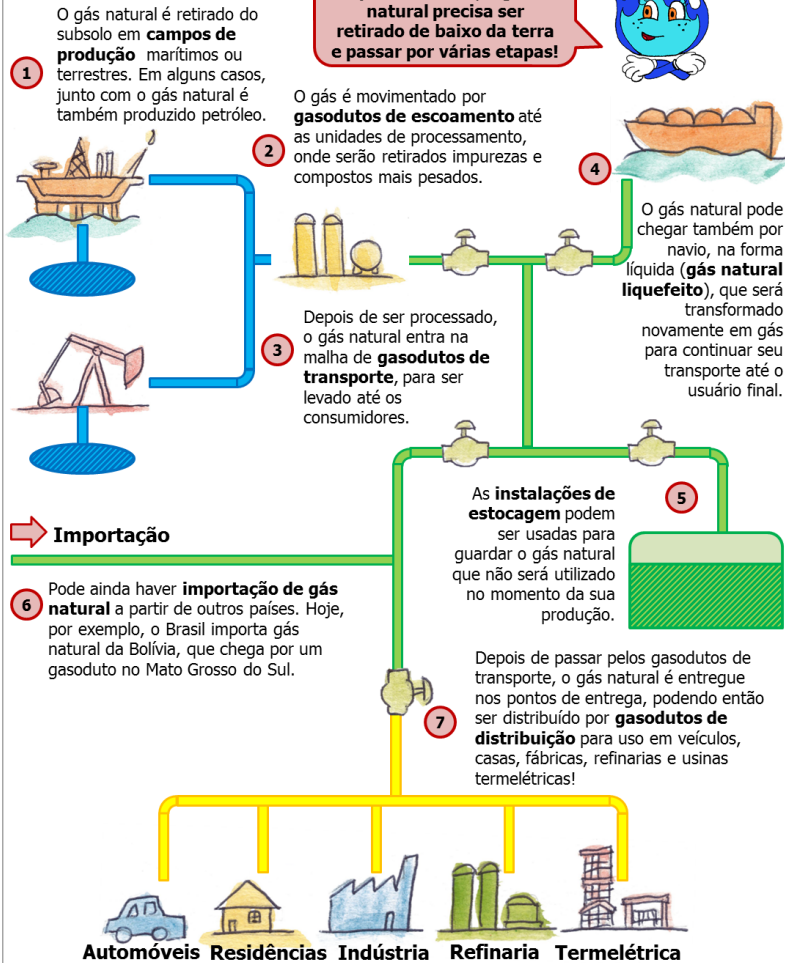 natural precisa ser
retirado de baixo da terra
e passar por várias etapas!
1
O gás natural é retirado do
subsolo em campos de
produção marítimos ou
terrestres. Em alguns casos,
junto com o gás natural é
também produzido petróleo.
2
O gás é movimentado por
gasodutos de escoamento até
as unidades de processamento,
onde serão retirados impurezas e
compostos mais pesados.
3
Depois de ser processado,
o gás natural entra na
malha de gasodutos de
transporte, para ser
levado até os
consumidores.
4
O gás natural pode
chegar também por
navio, na forma
líquida (gás natural
liquefeito), que será
transformado
novamente em gás
para continuar seu
transporte até o
usuário final.
5
As instalações de
estocagem podem
ser usadas para
guardar o gás natural
que não será utilizado
no momento da sua
produção.
Importação
6
Pode ainda haver importação de gás
natural a partir de outros países. Hoje,
por exemplo, o Brasil importa gás
natural da Bolívia, que chega por um
gasoduto no Mato Grosso do Sul.
7
Depois de passar pelos gasodutos de
transporte, o gás natural é entregue
nos pontos de entrega, podendo então
ser distribuído por gasodutos de
distribuição para uso em veículos,
casas, fábricas, refinarias e usinas
termelétricas!
Automóveis Residências Indústria Refinaria Termelétrica